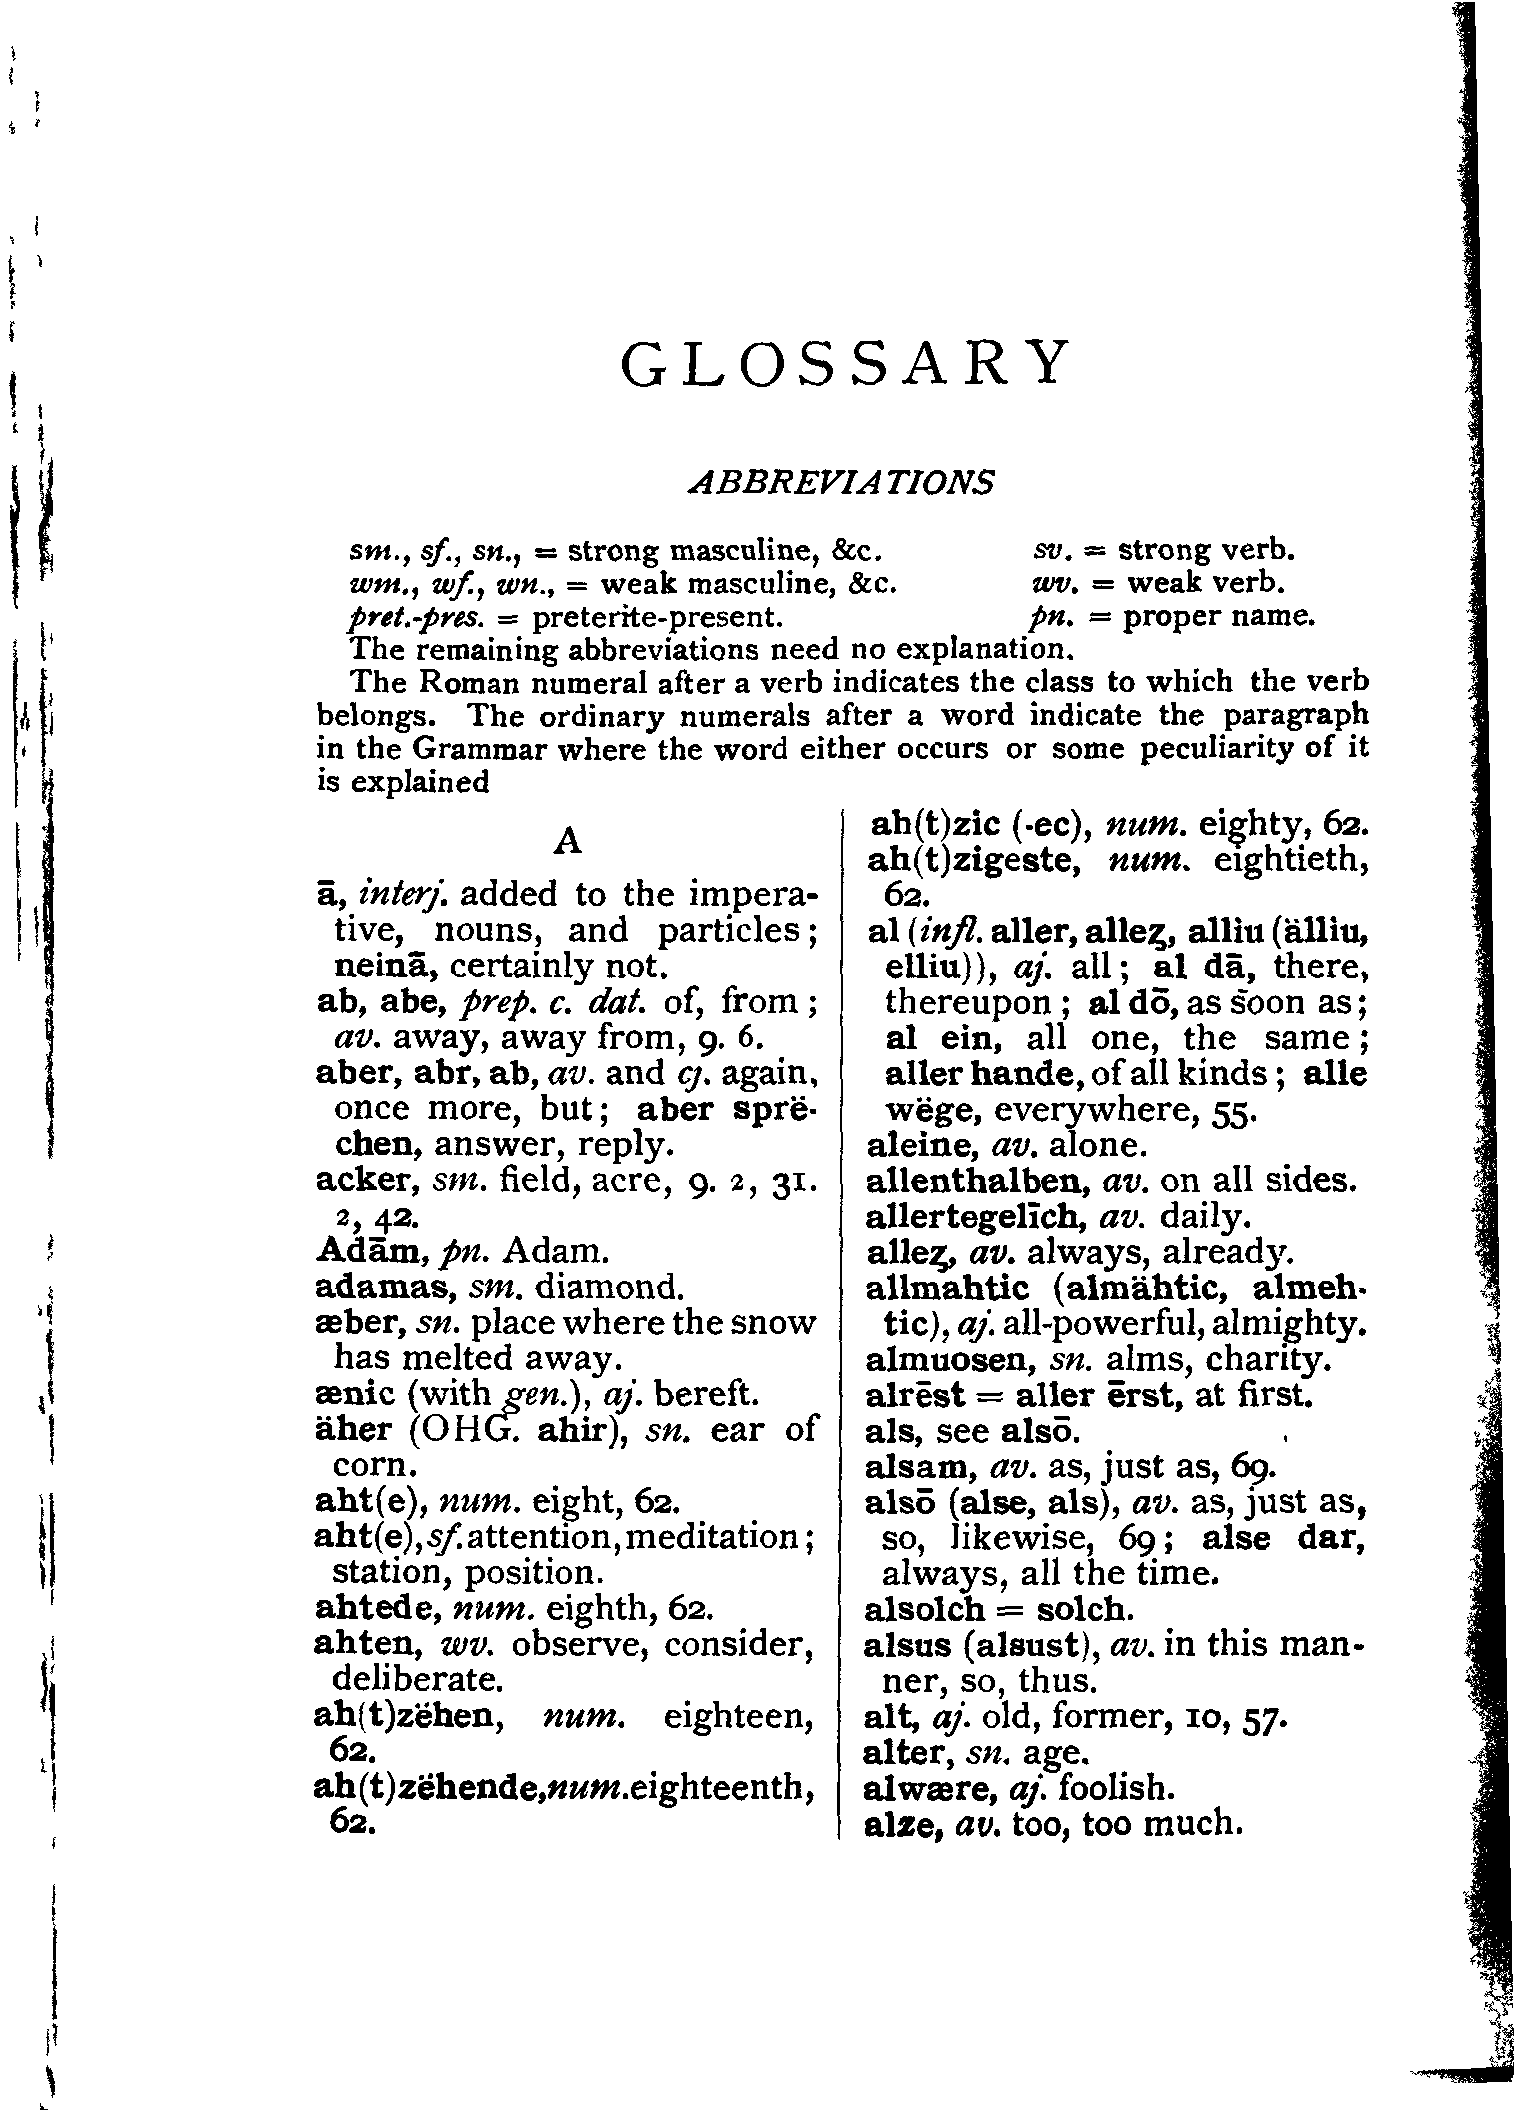 GLOSSARY
ABBREVIATIONS
sm., sf., sn., = strong masculine, &c.
sv. = strong verb.
wm., wf., wn., = weak masculine, &c.
wv. = weak verb.
pret.-pres. = preterite-present.
pn. = proper name.
The remaining abbreviations need no explanation.
The Roman numeral after a verb indicates the class to which the verb
belongs. The ordinary numerals after a word indicate the paragraph
in the Grammar where the word either occurs or some peculiarity of it
is explained
A
ā, interj. added to the impera-
tive, nouns, and particles;
neinā, certainly not.
ab, abe, prep. c. dat. of, from;
av. away, away from, 9. 6.
aber, abr, ab, av. and cj. again,
once more, but; aber sprë-
chen, answer, reply.
acker, sm. field, acre, 9. 2, 31.
2, 42.
Adām, pn. Adam.
adamas, sm. diamond.
æber, sn. place where the snow
has melted away.
ænic (with gen.), aj. bereft.
äher (OHG. ahir), sn. ear of
corn.
aht(e), num. eight, 62.
aht(e), sf. attention, meditation;
station, position.
ahtede, num. eighth, 62.
ahten, wv. observe, consider,
deliberate.
ah(t)zëhen, num. eighteen,
62.
ah(t)zëhende, num. eighteenth,
62.
ah(t)zic (-ec), num. eighty, 62.
ah(t)zigeste, num. eightieth,
62.
al (infl. aller, alleʒ, alliu (älliu,
elliu)), aj. all; al dā, there,
thereupon; al dō, as soon as;
al ein, all one, the same;
aller hande, of all kinds; alle
wëge, everywhere, 55.
aleine, av. alone.
allenthalben, av. on all sides.
allertegelīch, av. daily.
alleʒ, av. always, already.
allmahtic (almähtic, almeh-
tic), aj. all-powerful, almighty.
almuosen, sn. alms, charity.
alrēst = aller ērst, at first.
als, see alsō.
alsam, av. as, just as, 69.
alsō (alse, als), av. as, just as,
so, likewise, 69; alse dar,
always, all the time.
alsolch = solch.
alsus (alsust), av. in this man-
ner, so, thus.
alt, aj. old, former, 10, 57.
alter, sn. age.
alwære, aj. foolish.
alze, av. too, too much.